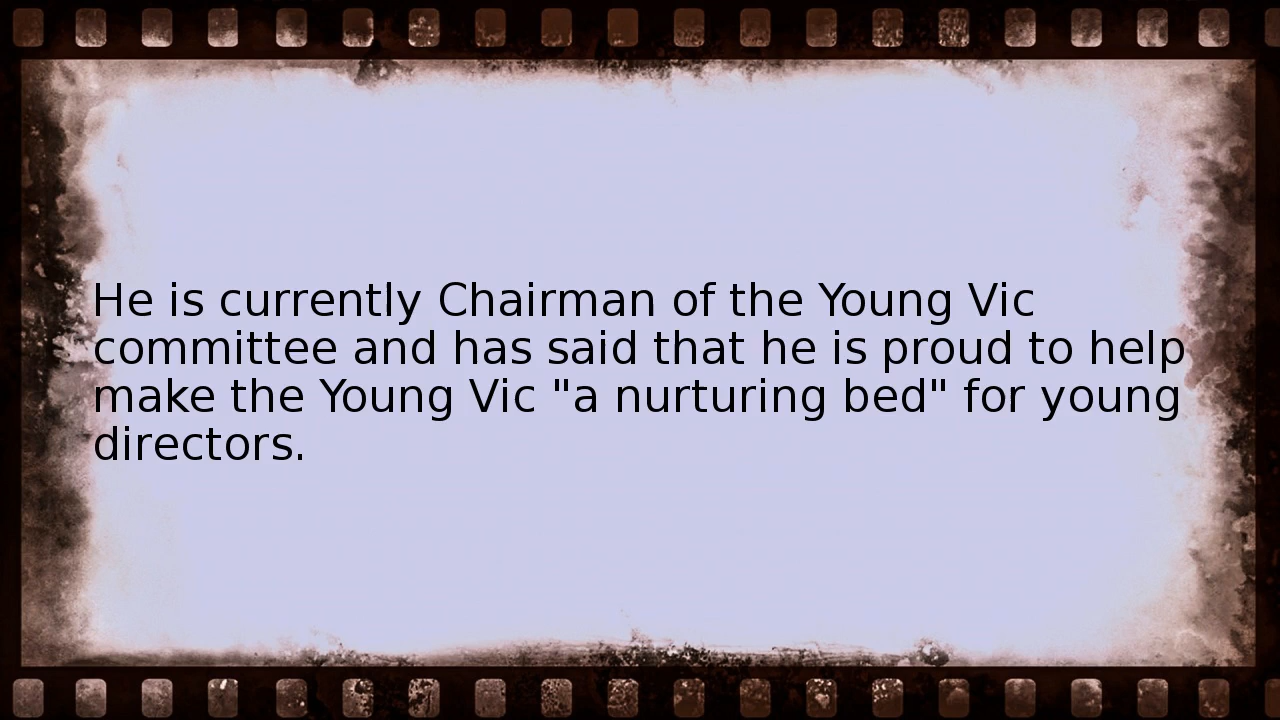 He is currently Chairman of the Young Vic
committee and has said that he is proud to help
make the Young Vic "a nurturing bed" for young
directors.